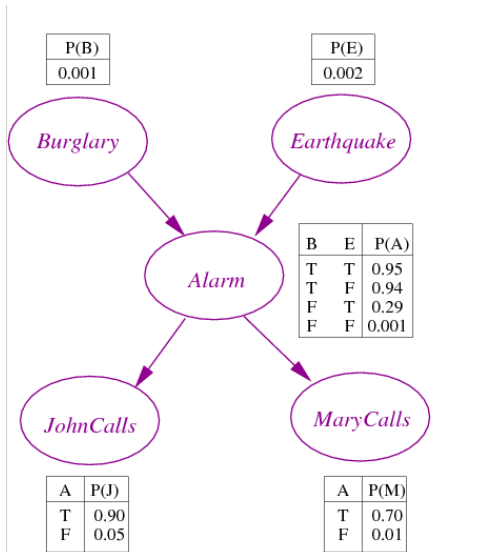 P(B)
0.001
P(E)
0.002
Burglary
Earthquake
B E P(A)
T T 0.95
T F 0.94
F T 0.29
F F 0.001
Alarm
JohnCalls
MaryCalls
A P(J)
T 0.90
F 0.05
A P(M)
T 0.70
F 0.01